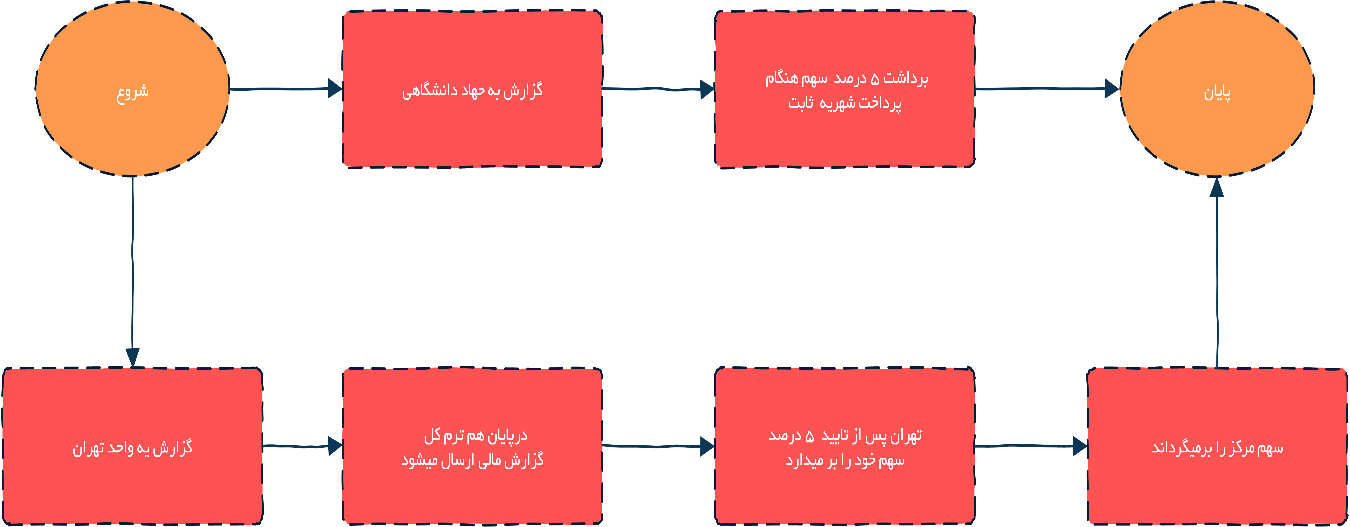 شروع
گزارش به جهاد دانشگاهی
برداشت ۵ درصد سهم هنگام
پرداخت شهریه ثابت
پایان
گزارش یه واحد تهران
درپایان هم ترم کل
گزارش مالی ارسال میشود
تهران پس از تایید ۵ درصد
سهم خود را بر میدارد
سهم مرکز را برمیگرداند